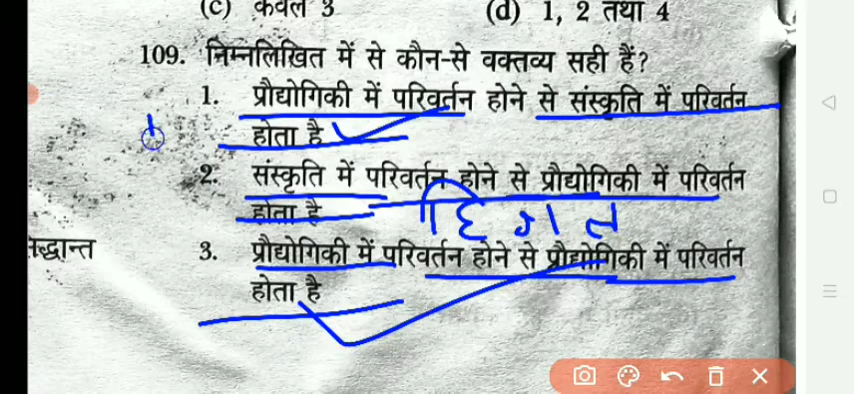 (c) केवल 3 (d) 1, 2 तथा 4
109. निम्नलिखित में से कौन-से वक्तव्य सही हैं?
1. प्रौद्योगिकी में परिवर्तन होने से संस्कृति में परिवर्तन
होता है
2. संस्कृति में परिवर्तन होने से प्रौद्योगिकी में परिवर्तन
होता है
3. प्रौद्योगिकी में परिवर्तन होने से प्रौद्योगिकी में परिवर्तन
होता है